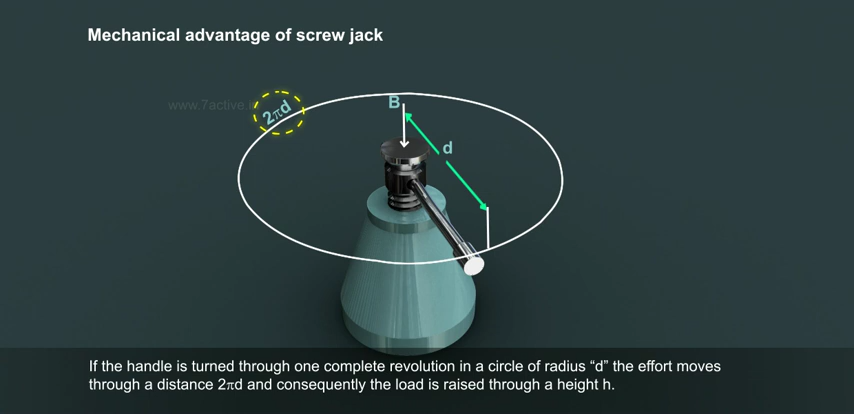 Mechanical advantage of screw jack
www.7active.i
2πd
B
d
If the handle is turned through one complete revolution in a circle of radius “d” the effort moves
through a distance 2πd and consequently the load is raised through a height h.